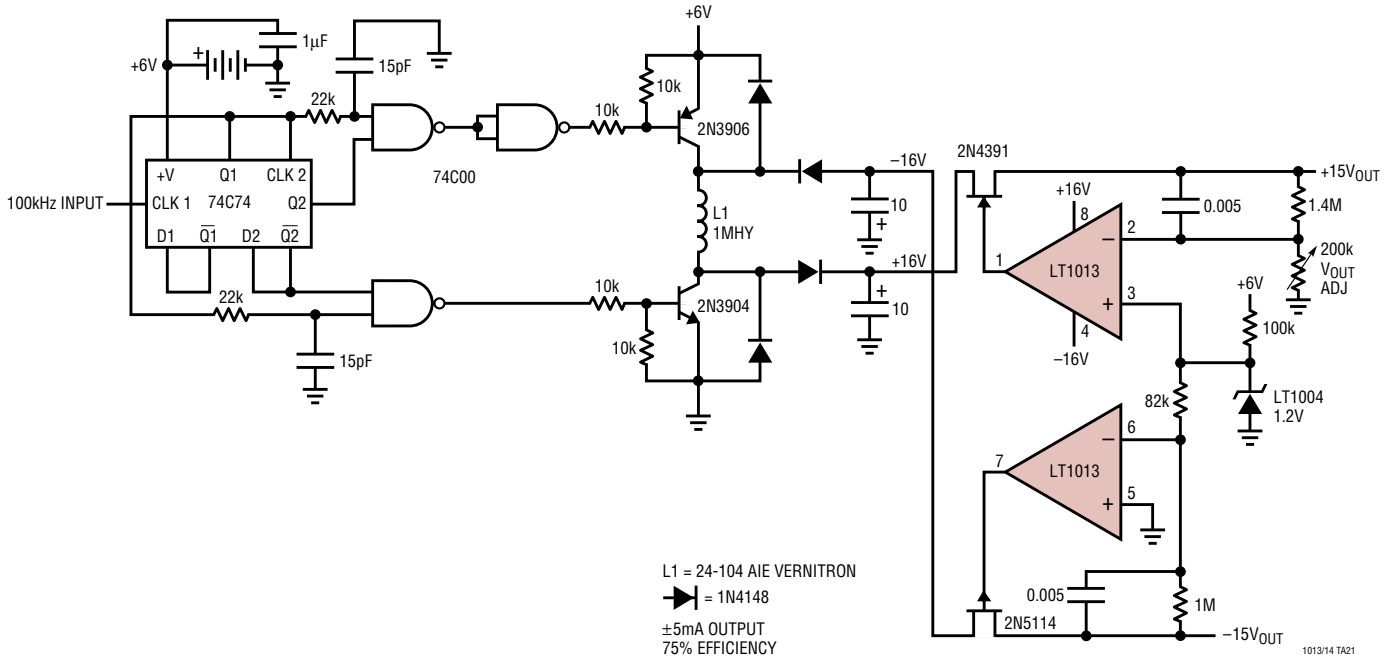 +6V
1µF
+
+6V
15pF
22k
10k
10k
2N3906
74C00
+V Q1 CLK 2
100kHz INPUT
CLK 1 74C74 Q2
D1 Q̅1̅ D2 Q̅2̅
L1
1MHY
22k
15pF
10k
10k
2N3904
–16V
10
+
+16V
+
10
2N4391
+15VOUT
+16V
8
0.005
1.4M
2
–
1
LT1013
200k
VOUT
ADJ
+
3
4
–16V
+6V
100k
82k
LT1004
1.2V
6
–
7
LT1013
5
+
0.005
1M
2N5114
–15VOUT
L1 = 24-104 AIE VERNITRON
= 1N4148
±5mA OUTPUT
75% EFFICIENCY
1013/14 TA21